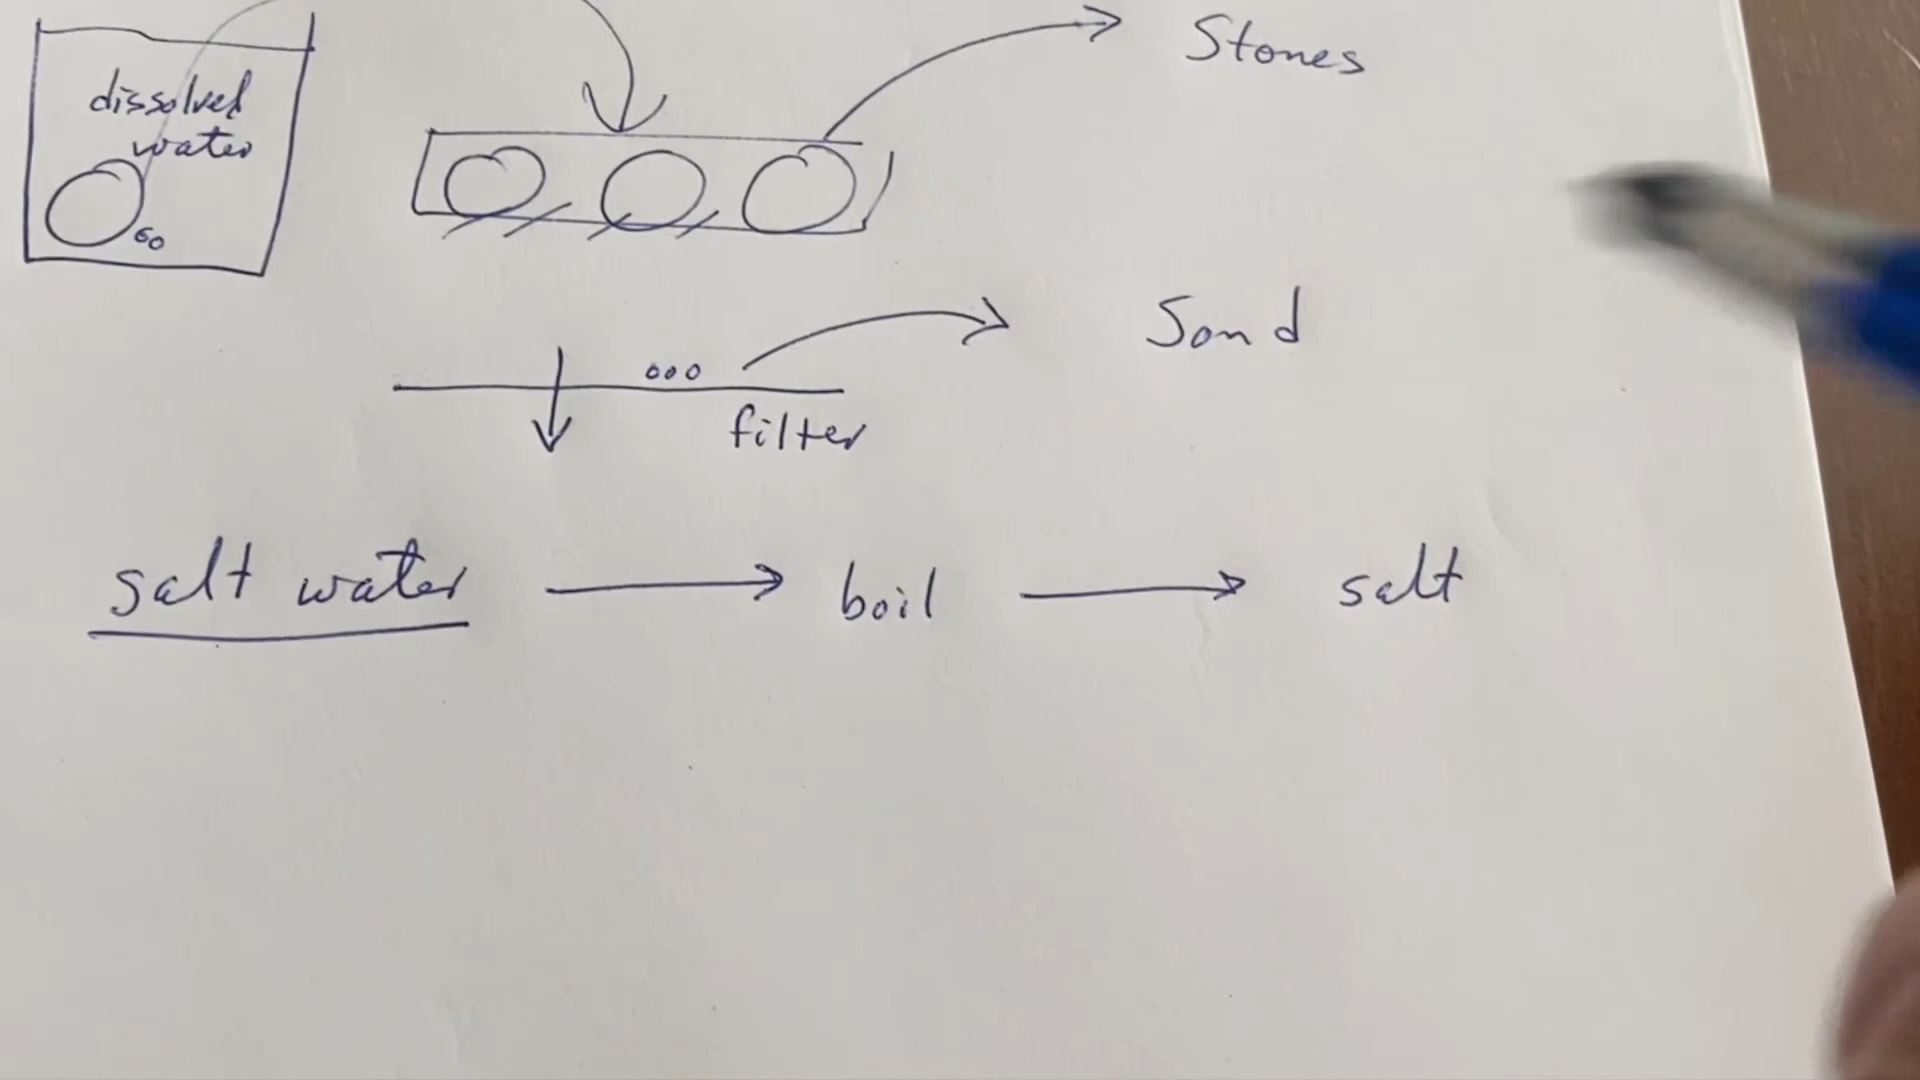 dissolved
water
Stones
Sand
filter
salt water → boil → salt